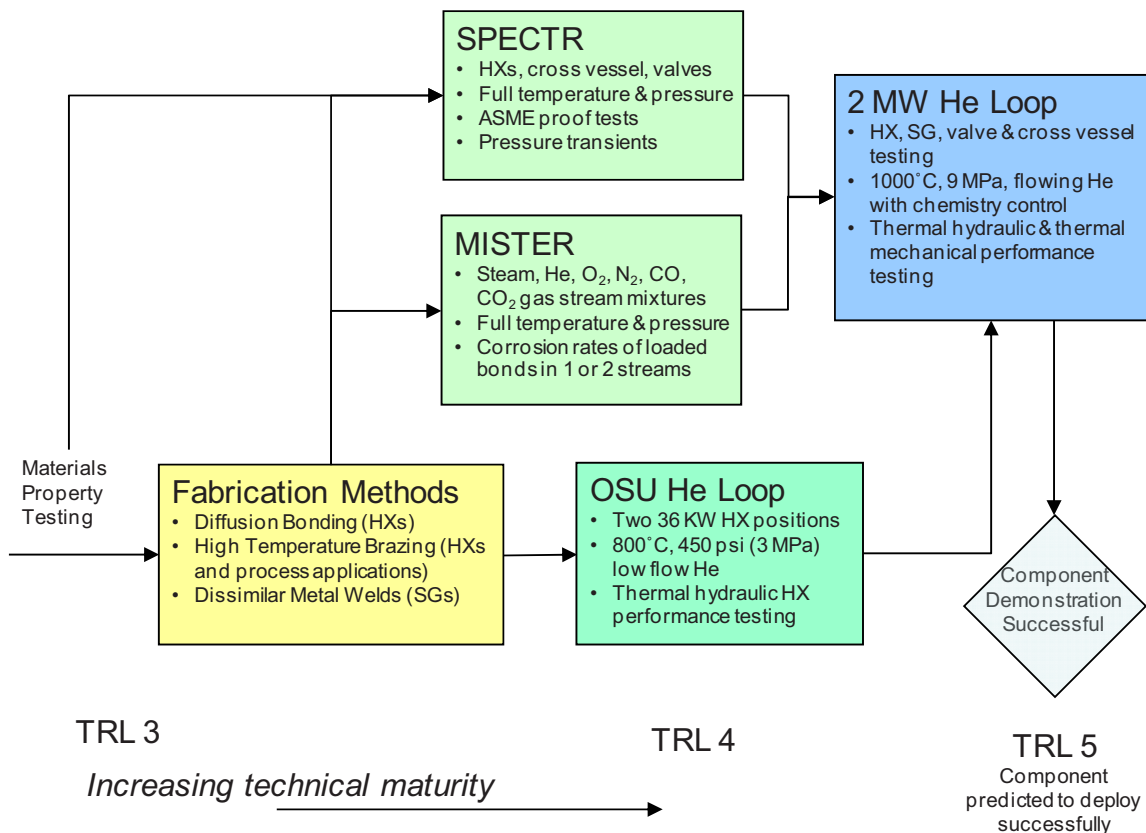 SPECTR
• HXs, cross vessel, valves
• Full temperature & pressure
• ASME proof tests
• Pressure transients
2 MW He Loop
• HX, SG, valve & cross vessel
testing
• 1000˚C, 9 MPa, flowing He
with chemistry control
• Thermal hydraulic & thermal
mechanical performance
testing
MISTER
• Steam, He, O₂, N₂, CO,
CO₂ gas stream mixtures
• Full temperature & pressure
• Corrosion rates of loaded
bonds in 1 or 2 streams
Materials
Property
Testing
Fabrication Methods
• Diffusion Bonding (HXs)
• High Temperature Brazing (HXs
and process applications)
• Dissimilar Metal Welds (SGs)
OSU He Loop
• Two 36 KW HX positions
• 800˚C, 450 psi (3 MPa)
low flow He
• Thermal hydraulic HX
performance testing
Component
Demonstration
Successful
TRL 3
TRL 4
TRL 5
Component
predicted to deploy
successfully
Increasing technical maturity